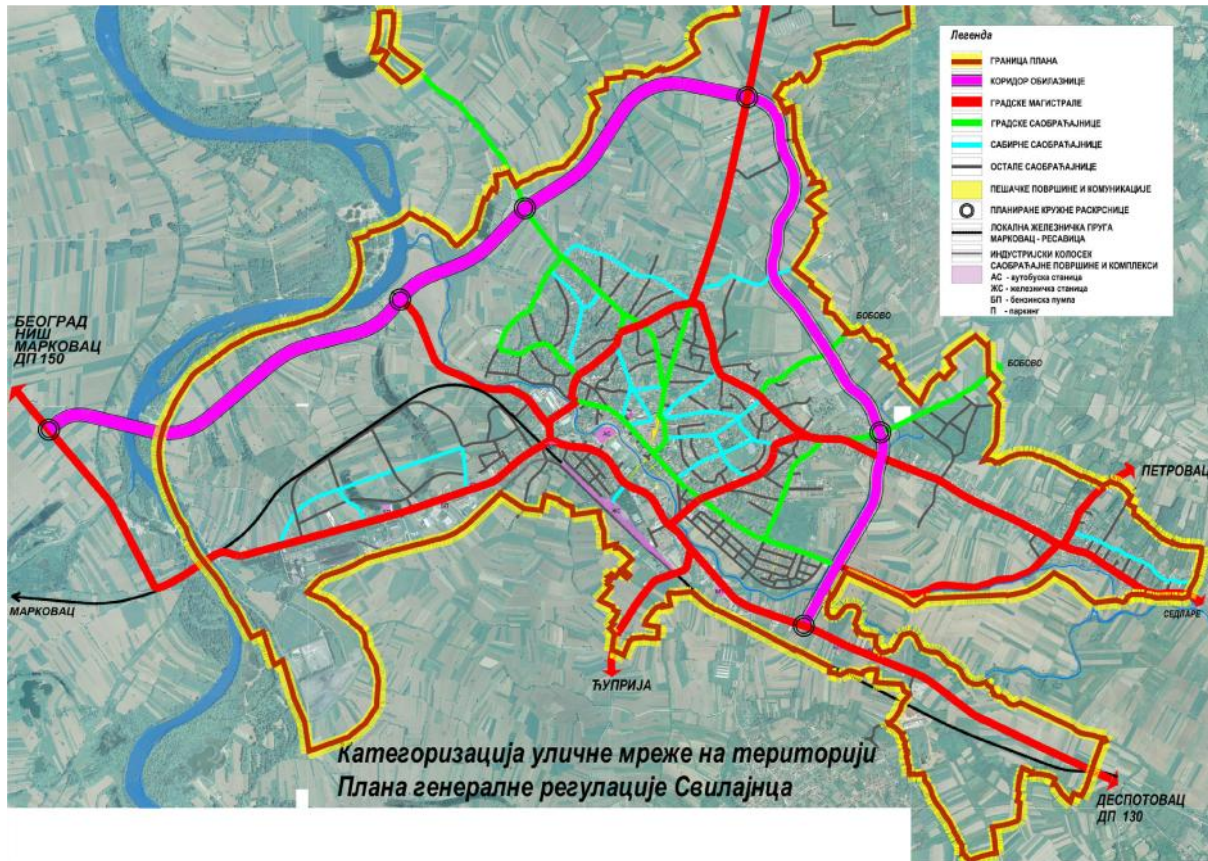 Легенда
ГРАНИЦА ПЛАНА
КОРИДОР ОБИЛАЗНИЦЕ
ГРАДСКЕ МАГИСТРАЛЕ
ГРАДСКЕ САОБРАЋАЈНИЦЕ
САБИРНЕ САОБРАЋАЈНИЦЕ
ОСТАЛЕ САОБРАЋАЈНИЦЕ
ПЕШАЧКЕ ПОВРШИНЕ И КОМУНИКАЦИЈЕ
ПЛАНИРАНЕ КРУЖНЕ РАСКРСНИЦЕ
ЛОКАЛНА ЖЕЛЕЗНИЧКА ПРУГА
МАРКОВАЦ - РЕСАВИЦА
ИНДУСТРИЈСКИ КОЛОСЕК
САОБРАЋАЈНЕ ПОВРШИНЕ И КОМПЛЕКСИ
АС - аутобуска станица
ЖС - железничка станица
БП - бензинска пумпа
П - паркинг
БЕОГРАД
НИШ
МАРКОВАЦ
ДП 150
БОБОВО
БОБОВО
ПЕТРОВАЦ
АС
ЖС
МАРКОВАЦ
СЕДЛАРЕ
ЋУПРИЈА
Категоризација уличне мреже на територији
Плана генералне регулације Свилајнца
ДЕСПОТОВАЦ
ДП 130